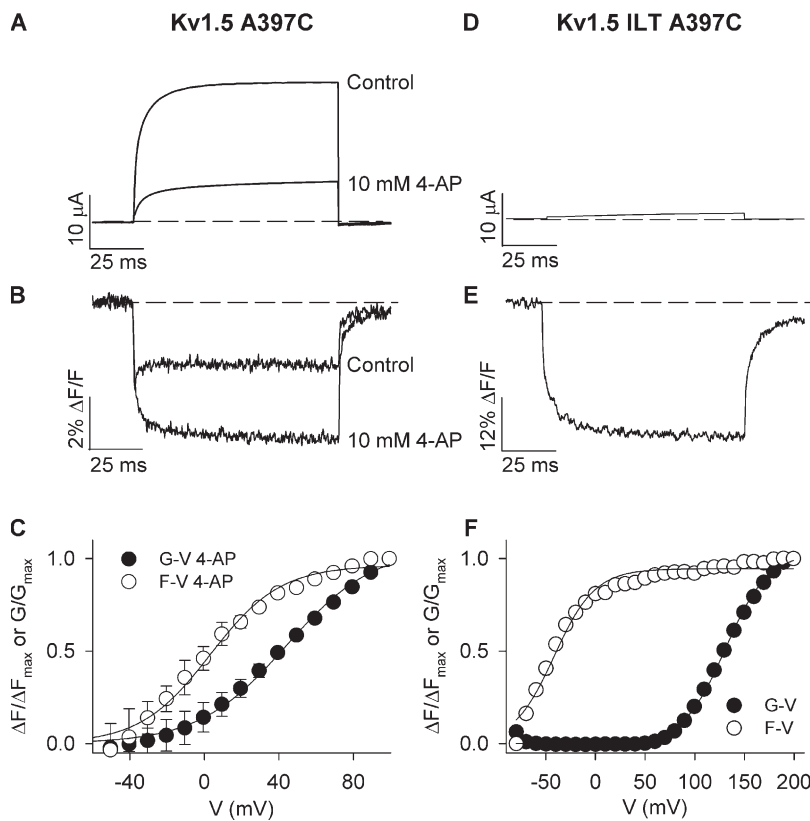 A
Kv1.5 A397C
Control
10 mM 4-AP
10 μA
25 ms
B
Control
10 mM 4-AP
2% ΔF/F
25 ms
C
G-V 4-AP
F-V 4-AP
ΔF/ΔFmax or G/Gmax
1.0
0.5
0.0
-40 0 40 80
V (mV)
D
Kv1.5 ILT A397C
10 μA
25 ms
E
12% ΔF/F
25 ms
F
ΔF/ΔFmax or G/Gmax
1.0
0.5
0.0
G-V
F-V
-50 0 50 100 150 200
V (mV)